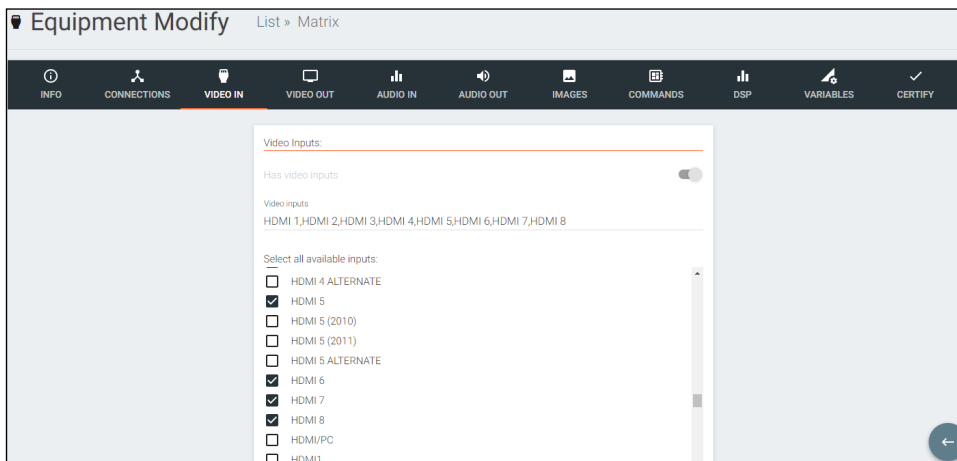 Equipment Modify List » Matrix
INFO CONNECTIONS VIDEO IN VIDEO OUT AUDIO IN AUDIO OUT IMAGES COMMANDS DSP VARIABLES CERTIFY
Video Inputs:
Has video inputs
Video inputs
HDMI 1,HDMI 2,HDMI 3,HDMI 4,HDMI 5,HDMI 6,HDMI 7,HDMI 8
Select all available inputs:
HDMI 4 ALTERNATE
HDMI 5
HDMI 5 (2010)
HDMI 5 (2011)
HDMI 5 ALTERNATE
HDMI 6
HDMI 7
HDMI 8
HDMI/PC
HDMI1